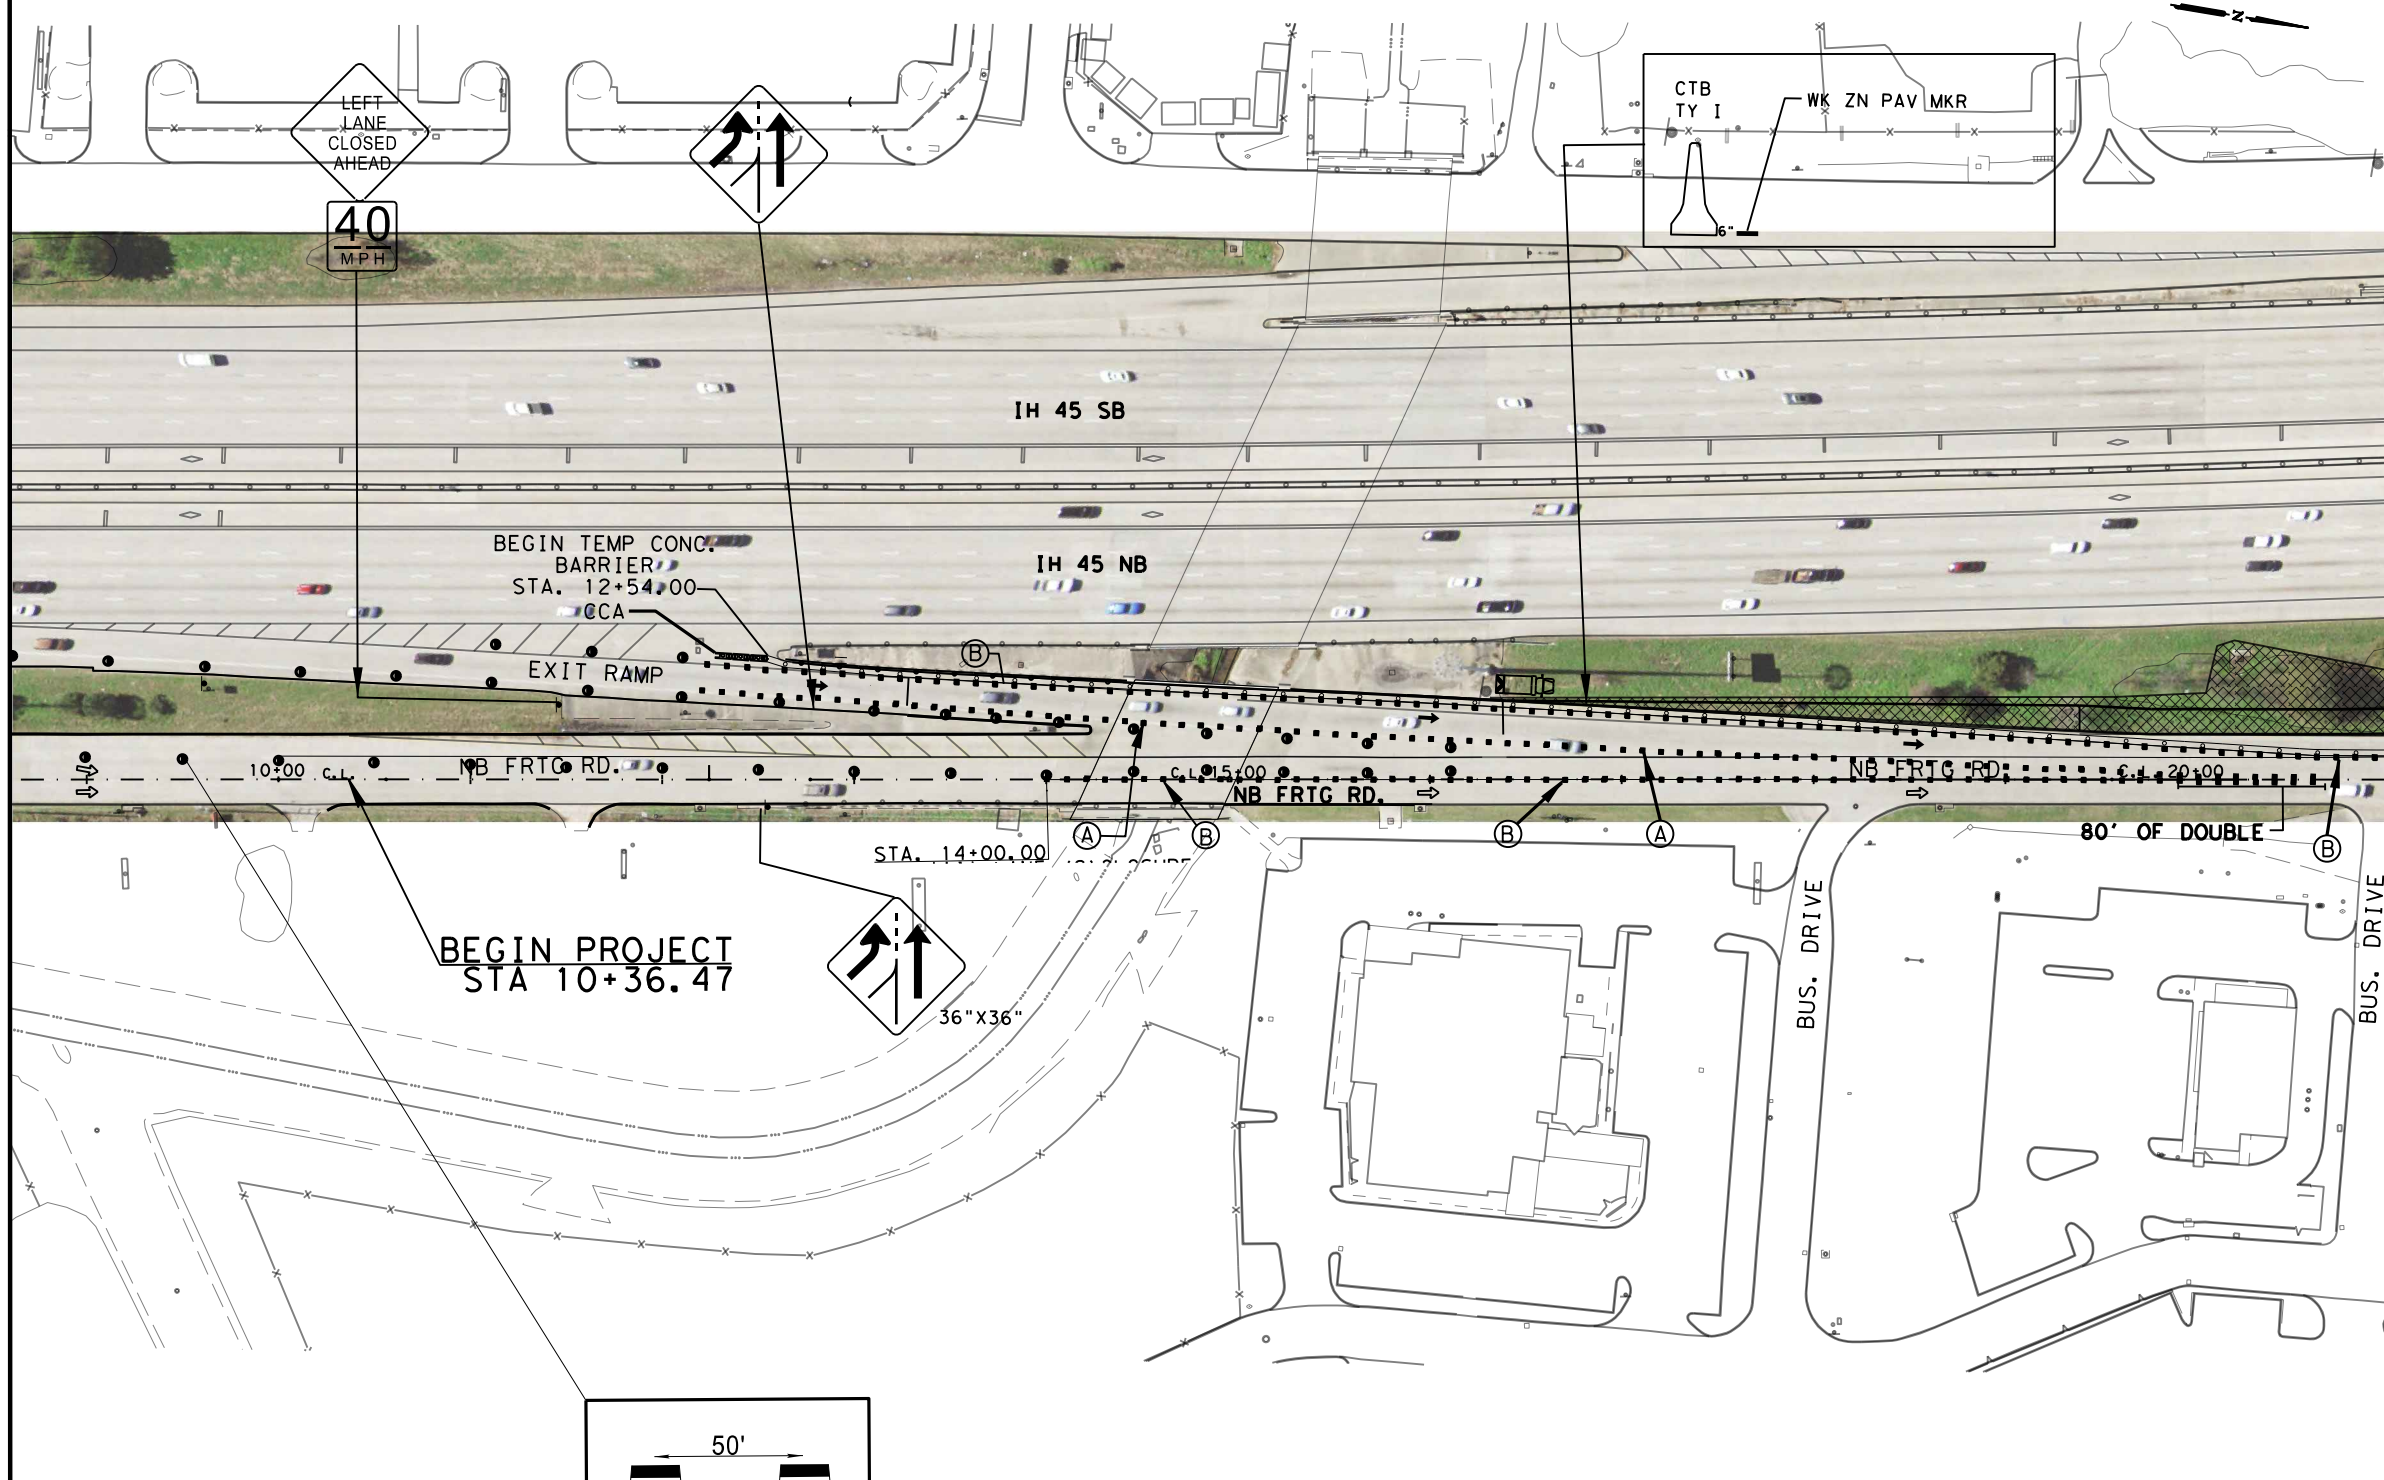 N
LEFT
LANE
CLOSED
AHEAD
40
MPH
CTB
TY I
WK ZN PAV MKR
6"
IH 45 SB
BEGIN TEMP CONC.
BARRIER
STA. 12+54.00
CCA
IH 45 NB
B
EXIT RAMP
10+00 C.L.
NB FRTG RD.
C.L. 15+00
NB FRTG RD.
NB FRTG RD.
C.L. 20+00
A
B
B
A
80' OF DOUBLE
B
STA. 14+00.00
BEGIN PROJECT
STA 10+36.47
36"X36"
BUS. DRIVE
BUS. DRIVE
50'